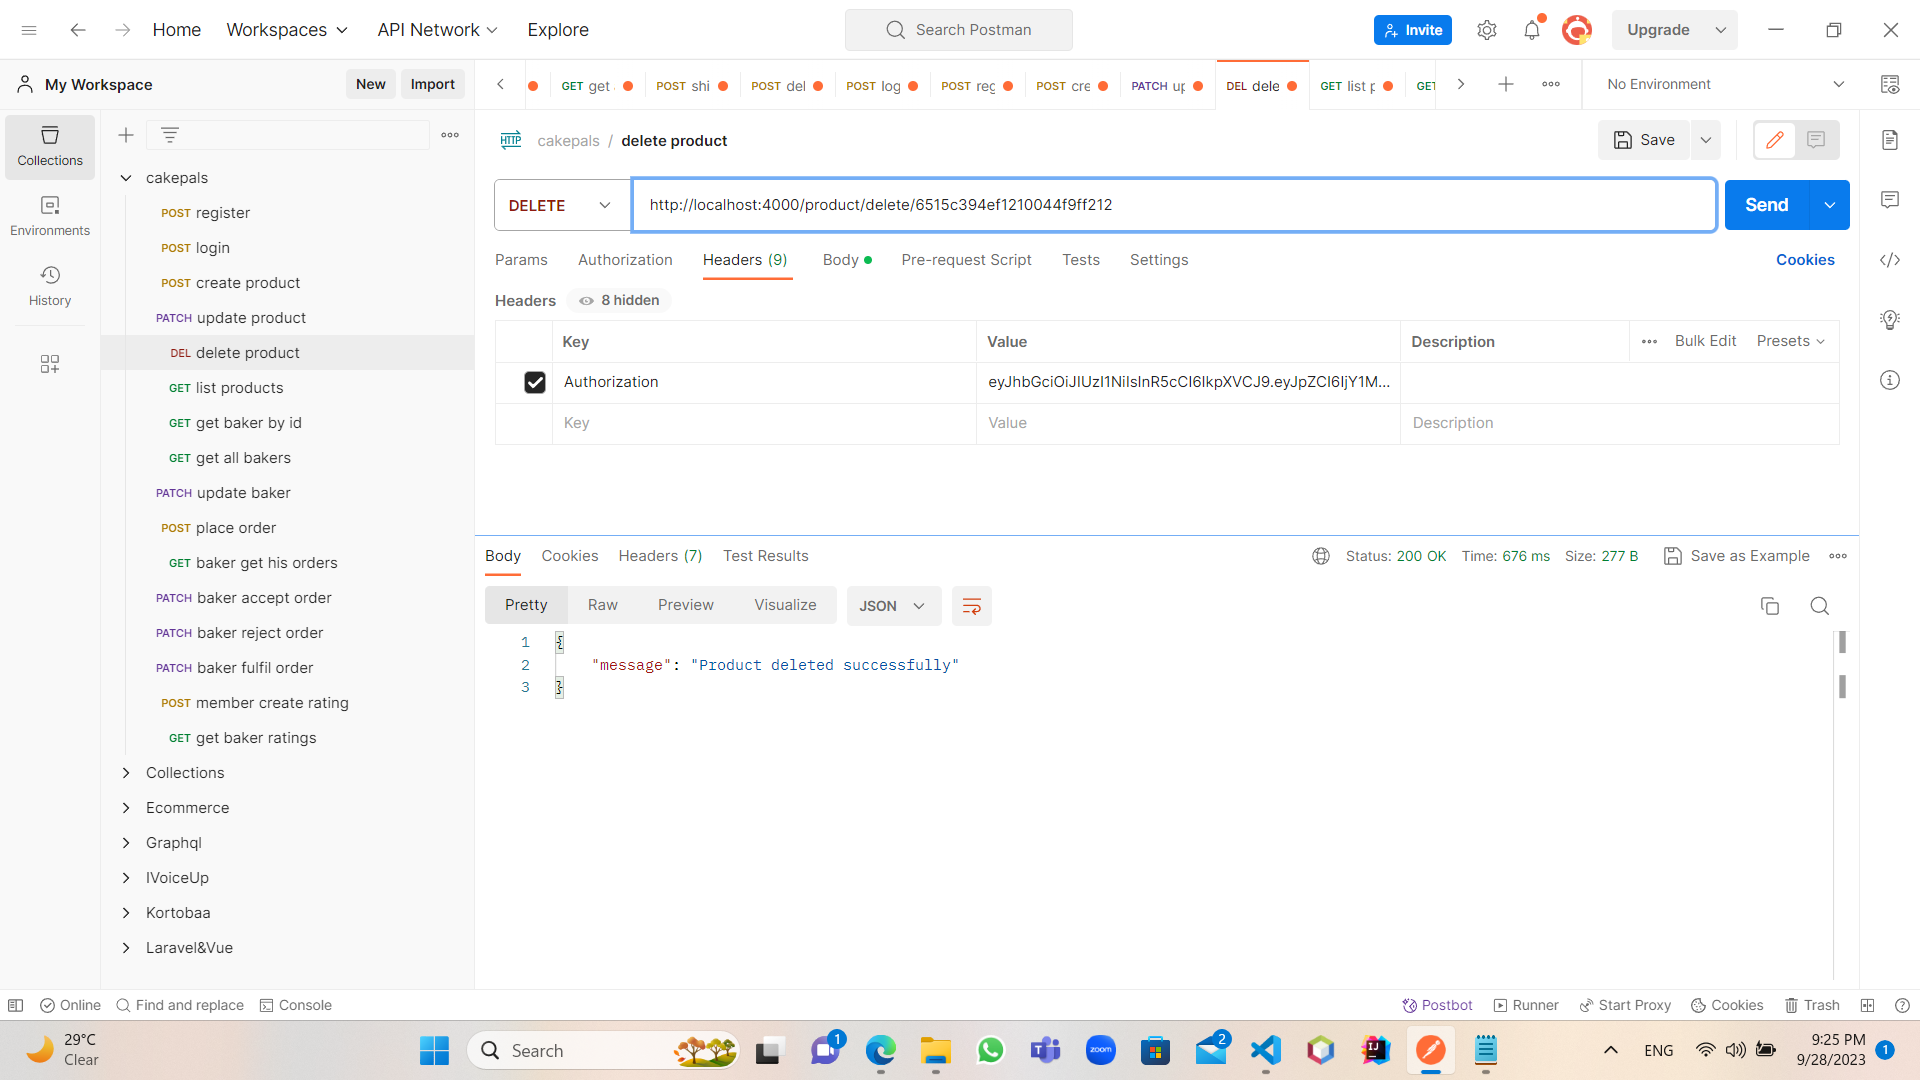 Home
Workspaces
API Network
Explore
Search Postman
Invite
Upgrade
My Workspace
New
Import
GET get
POST shi
POST del
POST log
POST reg
POST cre
PATCH up
DEL dele
GET list p
GET
No Environment
Collections
Environments
History
cakepals
POST register
POST login
POST create product
PATCH update product
DEL delete product
GET list products
GET get baker by id
GET get all bakers
PATCH update baker
POST place order
GET baker get his orders
PATCH baker accept order
PATCH baker reject order
PATCH baker fulfil order
POST member create rating
GET get baker ratings
Collections
Ecommerce
Graphql
IVoiceUp
Kortobaa
Laravel&Vue
HTTP cakepals / delete product
Save
DELETE
http://localhost:4000/product/delete/6515c394ef1210044f9ff212
Send
Params
Authorization
Headers (9)
Body
Pre-request Script
Tests
Settings
Cookies
Headers
8 hidden
Key
Value
Description
Bulk Edit
Presets
Authorization
eyJhbGciOiJIUzI1NiIsInR5cCI6IkpXVCJ9.eyJpZCI6IjY1M...
Key
Value
Description
Body
Cookies
Headers (7)
Test Results
Status: 200 OK
Time: 676 ms
Size: 277 B
Save as Example
Pretty
Raw
Preview
Visualize
JSON
1 {
2 "message": "Product deleted successfully"
3 }
Online
Find and replace
Console
Postbot
Runner
Start Proxy
Cookies
Trash
29°C
Clear
Search
1
zoom
2
ENG
9:25 PM
9/28/2023
1